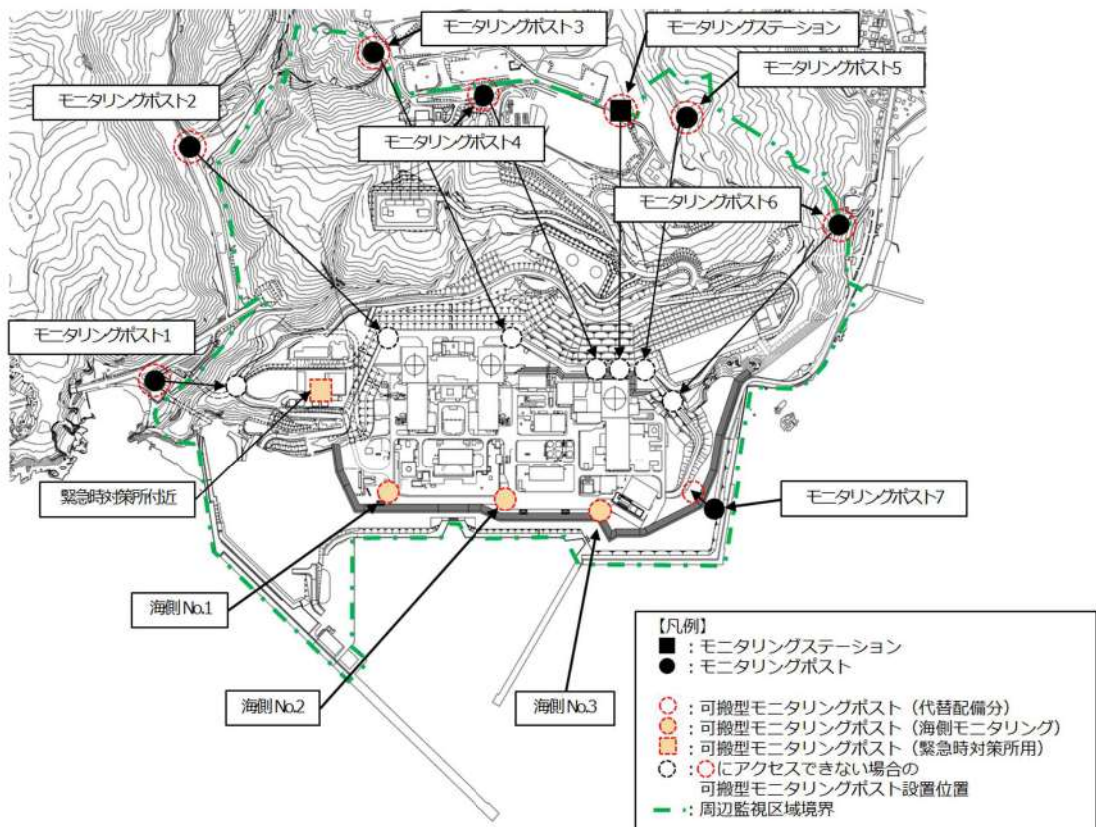 モニタリングポスト3
モニタリングステーション
モニタリングポスト5
モニタリングポスト2
モニタリングポスト4
モニタリングポスト6
モニタリングポスト1
緊急時対策所付近
モニタリングポスト7
海側No.1
海側No.2
海側No.3
【凡例】
:モニタリングステーション
:モニタリングポスト
:可搬型モニタリングポスト(代替配備分)
:可搬型モニタリングポスト(海側モニタリング)
:可搬型モニタリングポスト(緊急時対策所用)
:にアクセスできない場合の
可搬型モニタリングポスト設置位置
:周辺監視区域境界